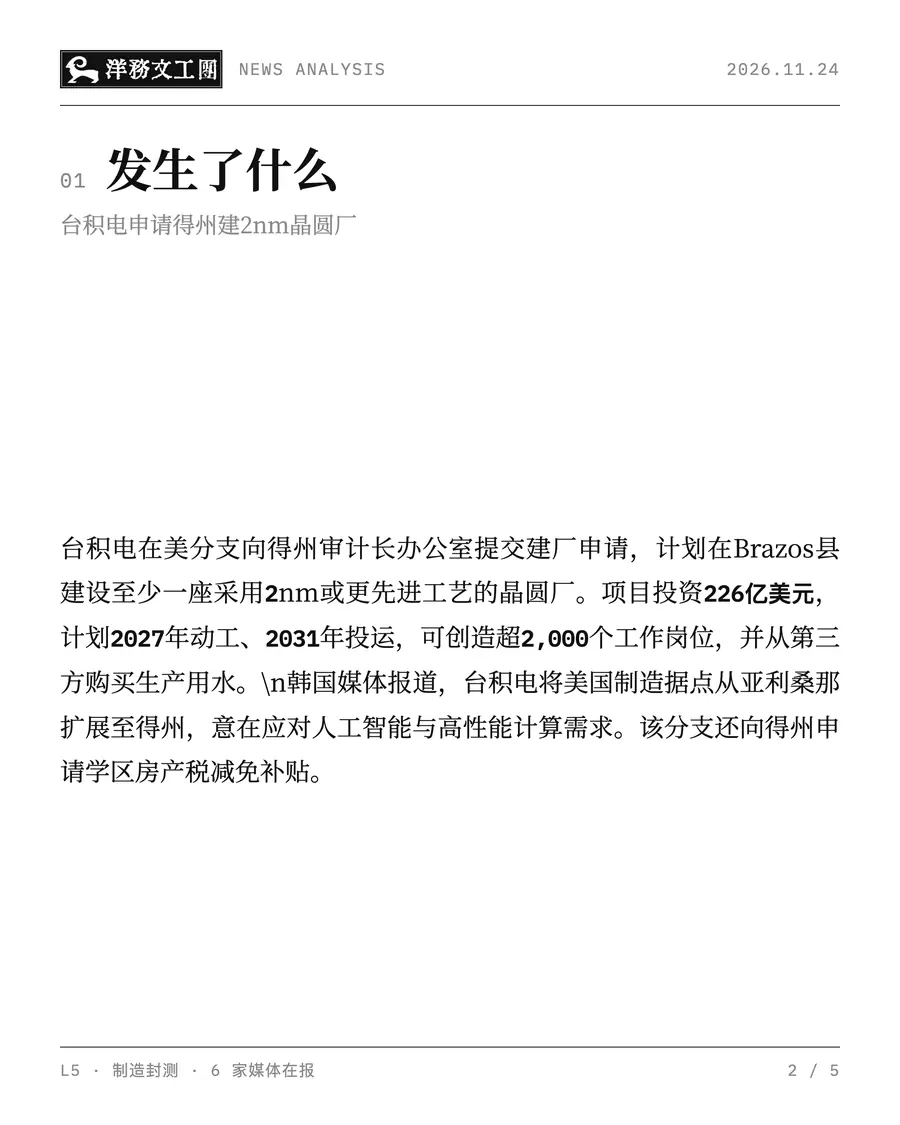 洋務文工團 NEWS ANALYSIS 2026.11.24
01 发生了什么
台积电申请得州建2nm晶圆厂
台积电在美分支向得州审计长办公室提交建厂申请，计划在Brazos县
建设至少一座采用2nm或更先进工艺的晶圆厂。项目投资226亿美元，
计划2027年动工、2031年投运，可创造超2,000个工作岗位，并从第三
方购买生产用水。\n韩国媒体报道，台积电将美国制造据点从亚利桑那
扩展至得州，意在应对人工智能与高性能计算需求。该分支还向得州申
请学区房产税减免补贴。
L5 · 制造封测 · 6 家媒体在报 2 / 5